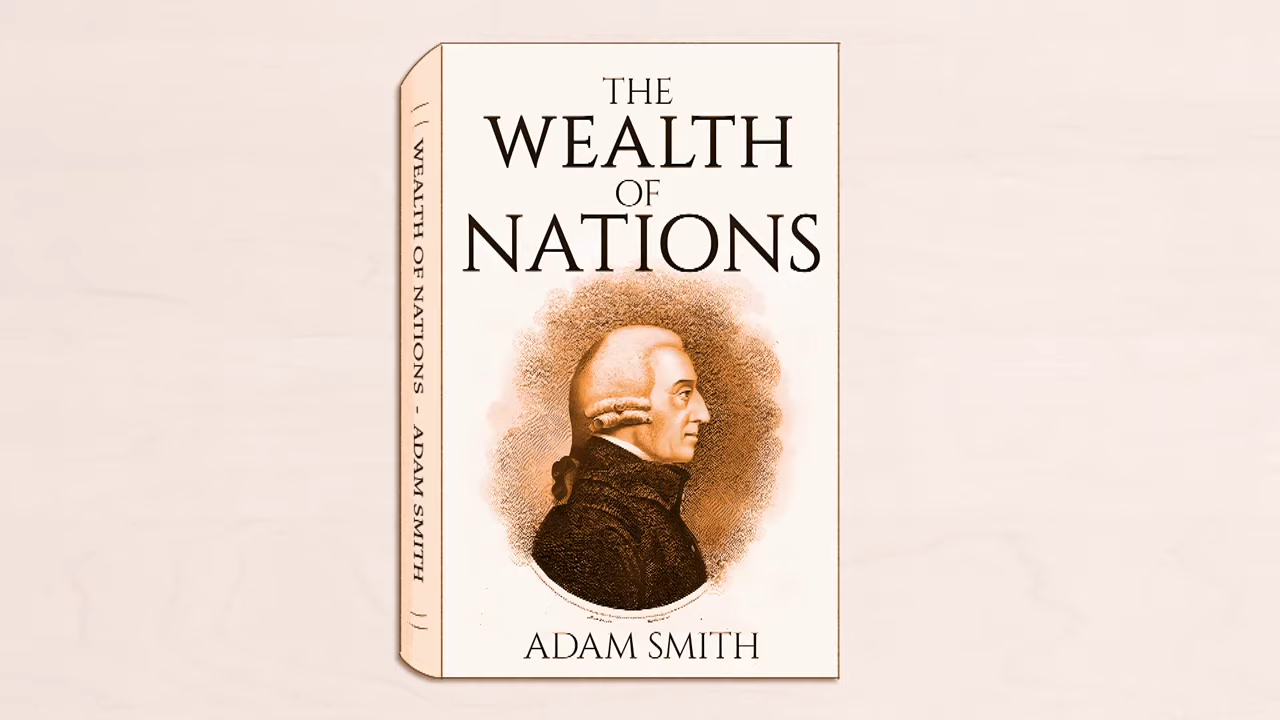 THE
WEALTH
OF
NATIONS
ADAM SMITH
WEALTH OF NATIONS - ADAM SMITH